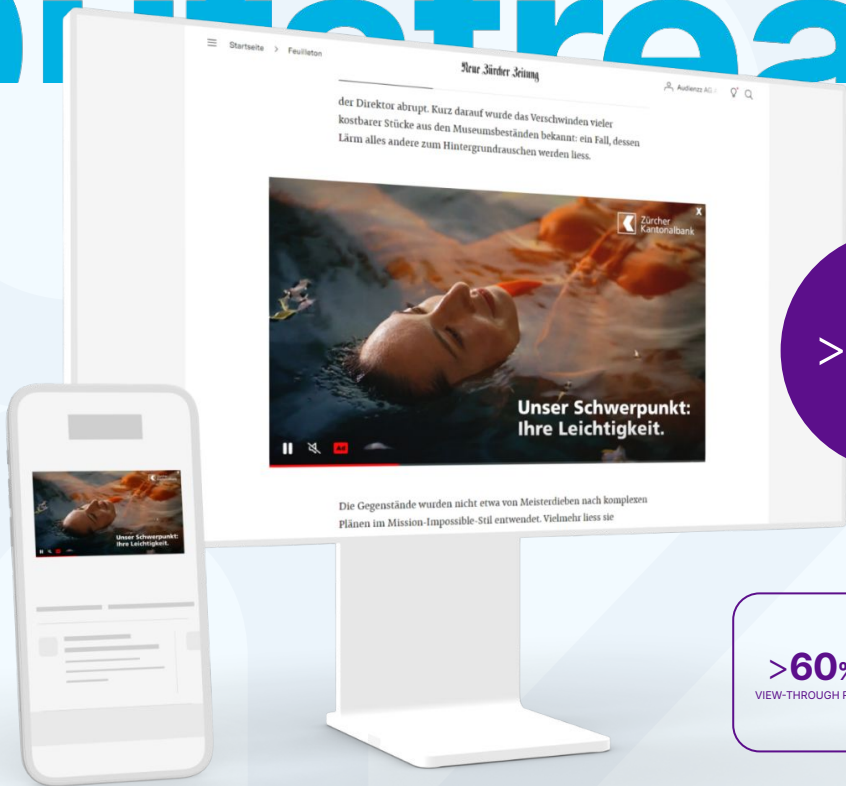 utstrea
Startseite > Feuilleton
Neue Zürcher Zeitung
Audienzz AG
der Direktor abrupt. Kurz darauf wurde das Verschwinden vieler
kostbarer Stücke aus den Museumsbeständen bekannt: ein Fall, dessen
Lärm alles andere zum Hintergrundrauschen werden liess.
X
Zürcher
Kantonalbank
Unser Schwerpunkt:
Ihre Leichtigkeit.
Ad
Die Gegenstände wurden nicht etwa von Meisterdieben nach komplexen
Plänen im Mission-Impossible-Stil entwendet. Vielmehr liess sie
>
Unser Schwerpunkt:
Ihre Leichtigkeit.
>60%
VIEW-THROUGH